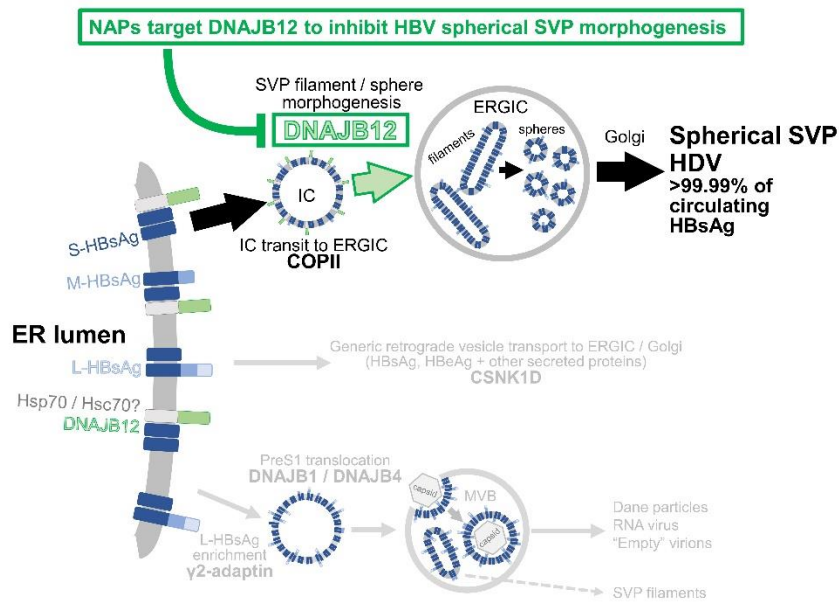 NAPs target DNAJB12 to inhibit HBV spherical SVP morphogenesis
SVP filament / sphere
morphogenesis
DNAJB12
IC
IC transit to ERGIC
COPII
ERGIC
filaments
spheres
Golgi
Spherical SVP
HDV
>99.99% of
circulating
HBsAg
S-HBsAg
M-HBsAg
ER lumen
L-HBsAg
Hsp70 / Hsc70?
DNAJB12
Generic retrograde vesicle transport to ERGIC / Golgi
(HBsAg, HBeAg + other secreted proteins)
CSNK1D
PreS1 translocation
DNAJB1 / DNAJB4
L-HBsAg
enrichment
γ2-adaptin
capsid
MVB
capsid
Dane particles
RNA virus
"Empty" virions
SVP filaments